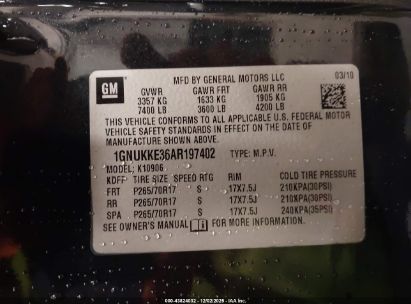 MFD BY GENERAL MOTORS LLC 03/10
GM
GVWR GAWR FRT GAWR RR
3357 KG 1633 KG 1905 KG
7400 LB 3600 LB 4200 LB
THIS VEHICLE CONFORMS TO ALL APPLICABLE U.S. FEDERAL MOTOR
VEHICLE SAFETY STANDARDS IN EFFECT ON THE DATE OF
MANUFACTURE SHOWN ABOVE.
1GNUKKE36AR197402 TYPE: M.P.V.
MODEL: K10906
KDFF TIRE SIZE SPEED RTG RIM COLD TIRE PRESSURE
FRT P265/70R17 S 17X7.5J 210KPA(30PSI)
RR P265/70R17 S 17X7.5J 210KPA(30PSI)
SPA P265/70R17 S 17X7.5J 240KPA(35PSI)
SEE OWNER'S MANUAL FOR MORE INFORMATION.